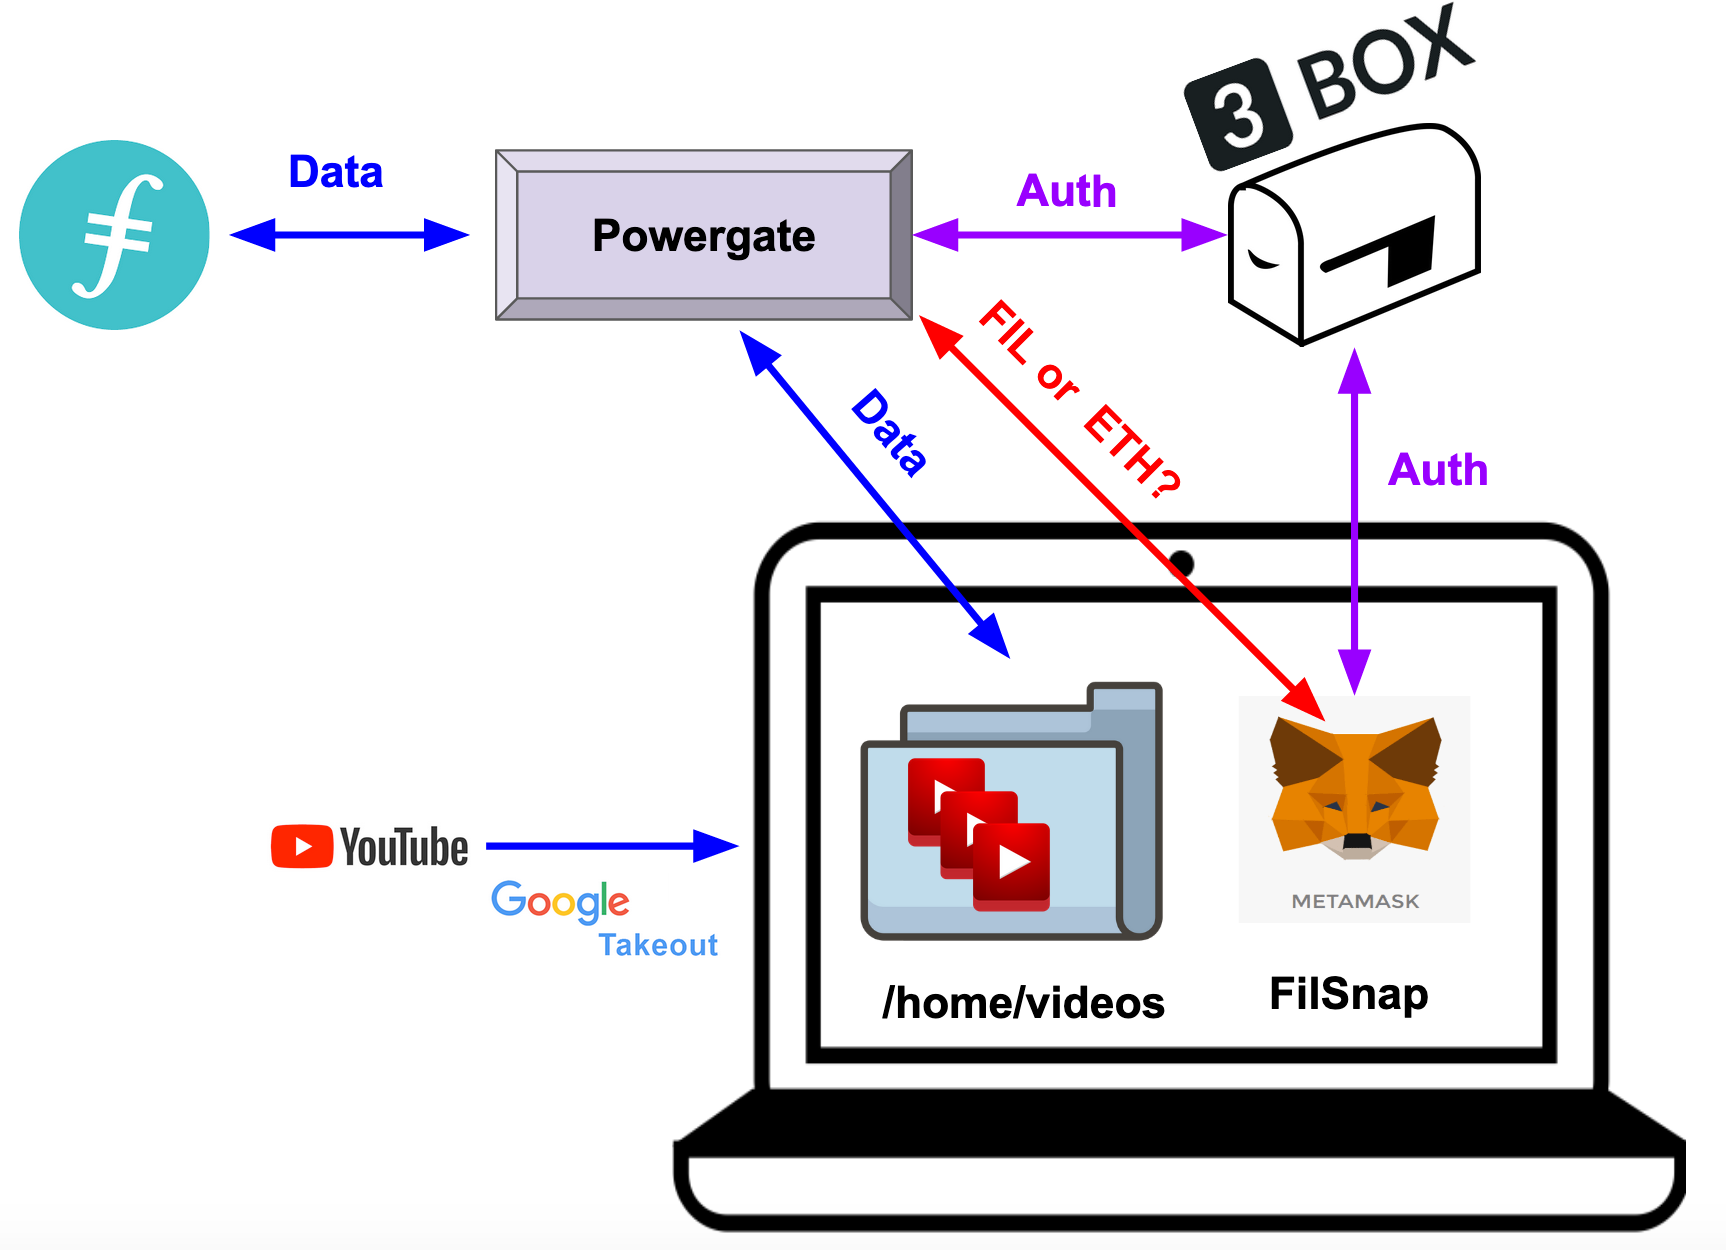 3 BOX
Data
Powergate
Auth
FIL or ETH?
Data
Auth
YouTube
Google
Takeout
METAMASK
/home/videos
FilSnap